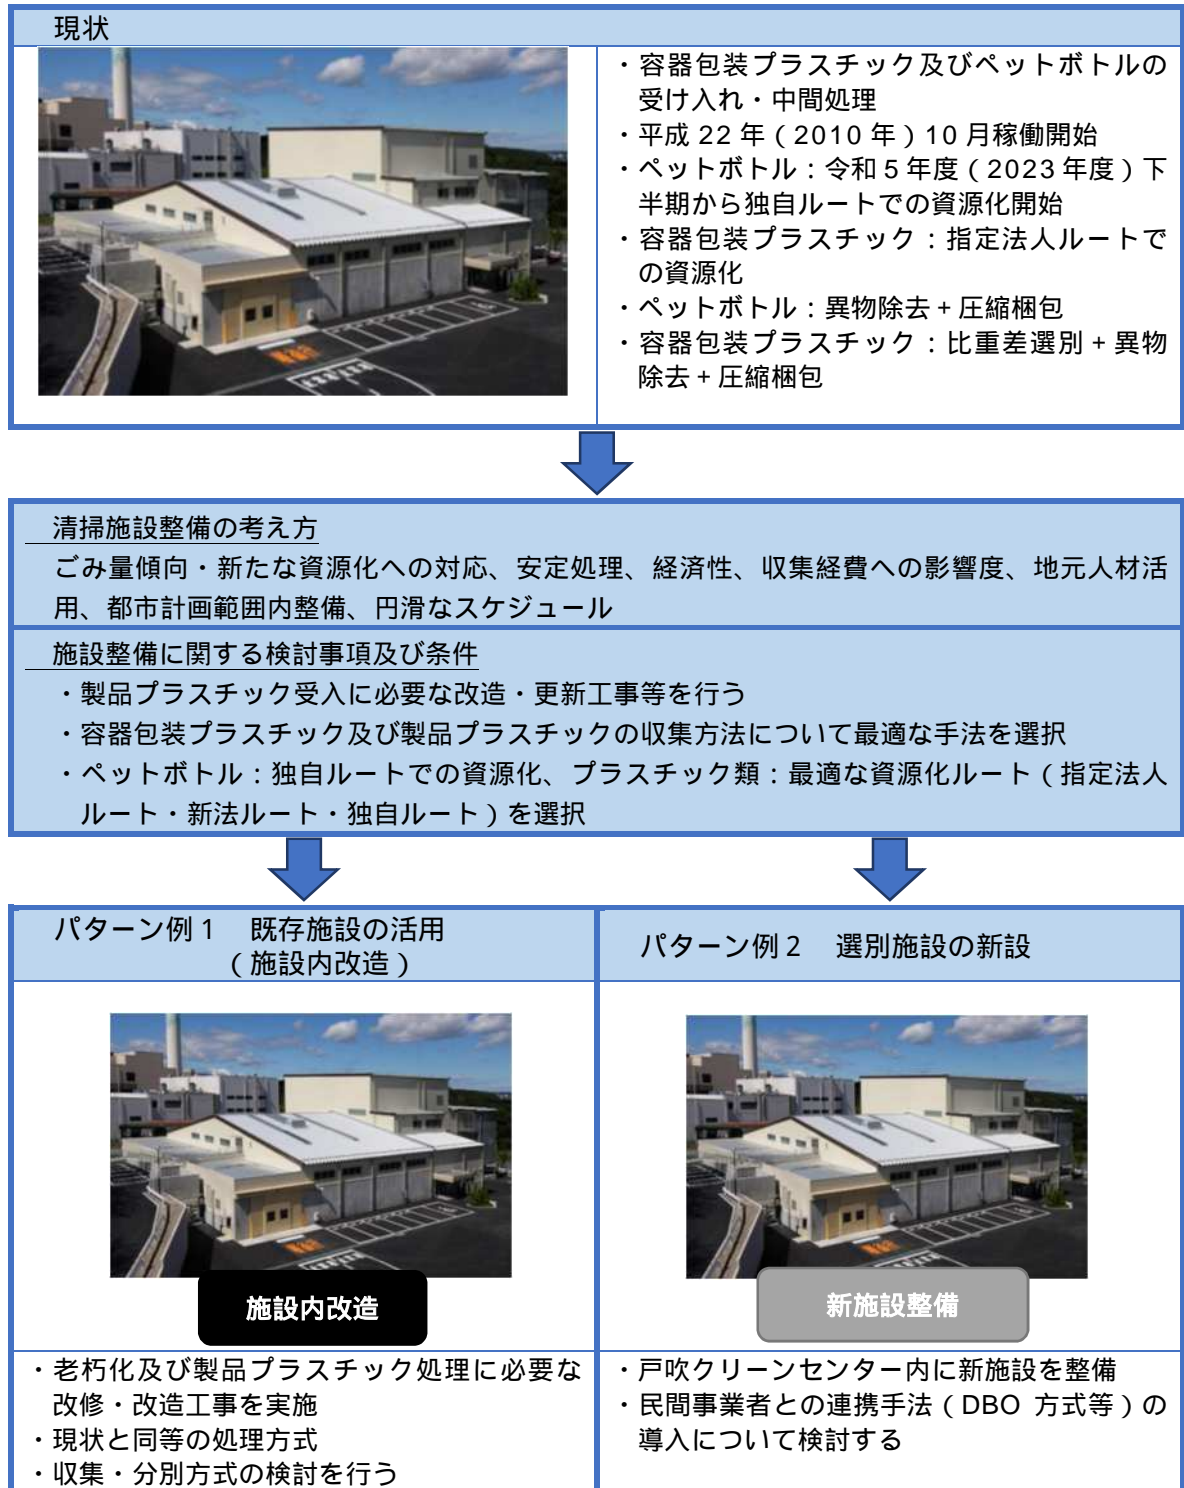 現状
・容器包装プラスチック及びペットボトルの
受け入れ・中間処理
・平成 22 年（2010 年）10 月稼働開始
・ペットボトル：令和 5 年度（2023 年度）下
半期から独自ルートでの資源化開始
・容器包装プラスチック：指定法人ルートで
の資源化
・ペットボトル：異物除去＋圧縮梱包
・容器包装プラスチック：比重差選別＋異物
除去＋圧縮梱包
清掃施設整備の考え方
ごみ量傾向・新たな資源化への対応、安定処理、経済性、収集経費への影響度、地元人材活
用、都市計画範囲内整備、円滑なスケジュール
施設整備に関する検討事項及び条件
・製品プラスチック受入に必要な改造・更新工事等を行う
・容器包装プラスチック及び製品プラスチックの収集方法について最適な手法を選択
・ペットボトル：独自ルートでの資源化、プラスチック類：最適な資源化ルート（指定法人
ルート・新法ルート・独自ルート）を選択
パターン例１　既存施設の活用
（施設内改造）
施設内改造
・老朽化及び製品プラスチック処理に必要な
改修・改造工事を実施
・現状と同等の処理方式
・収集・分別方式の検討を行う
パターン例２　選別施設の新設
新施設整備
・戸吹クリーンセンター内に新施設を整備
・民間事業者との連携手法（DBO 方式等）の
導入について検討する